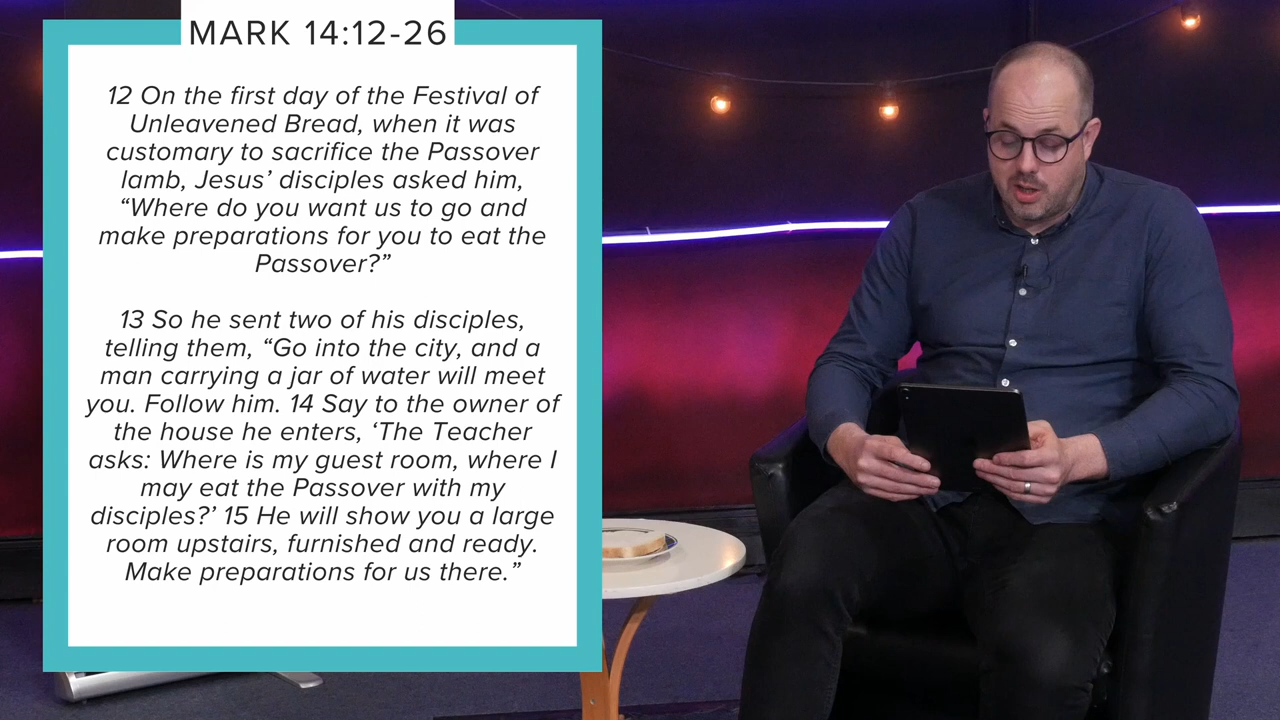 MARK 14:12-26
12 On the first day of the Festival of
Unleavened Bread, when it was
customary to sacrifice the Passover
lamb, Jesus’ disciples asked him,
“Where do you want us to go and
make preparations for you to eat the
Passover?”
13 So he sent two of his disciples,
telling them, “Go into the city, and a
man carrying a jar of water will meet
you. Follow him. 14 Say to the owner of
the house he enters, ‘The Teacher
asks: Where is my guest room, where I
may eat the Passover with my
disciples?’ 15 He will show you a large
room upstairs, furnished and ready.
Make preparations for us there.”